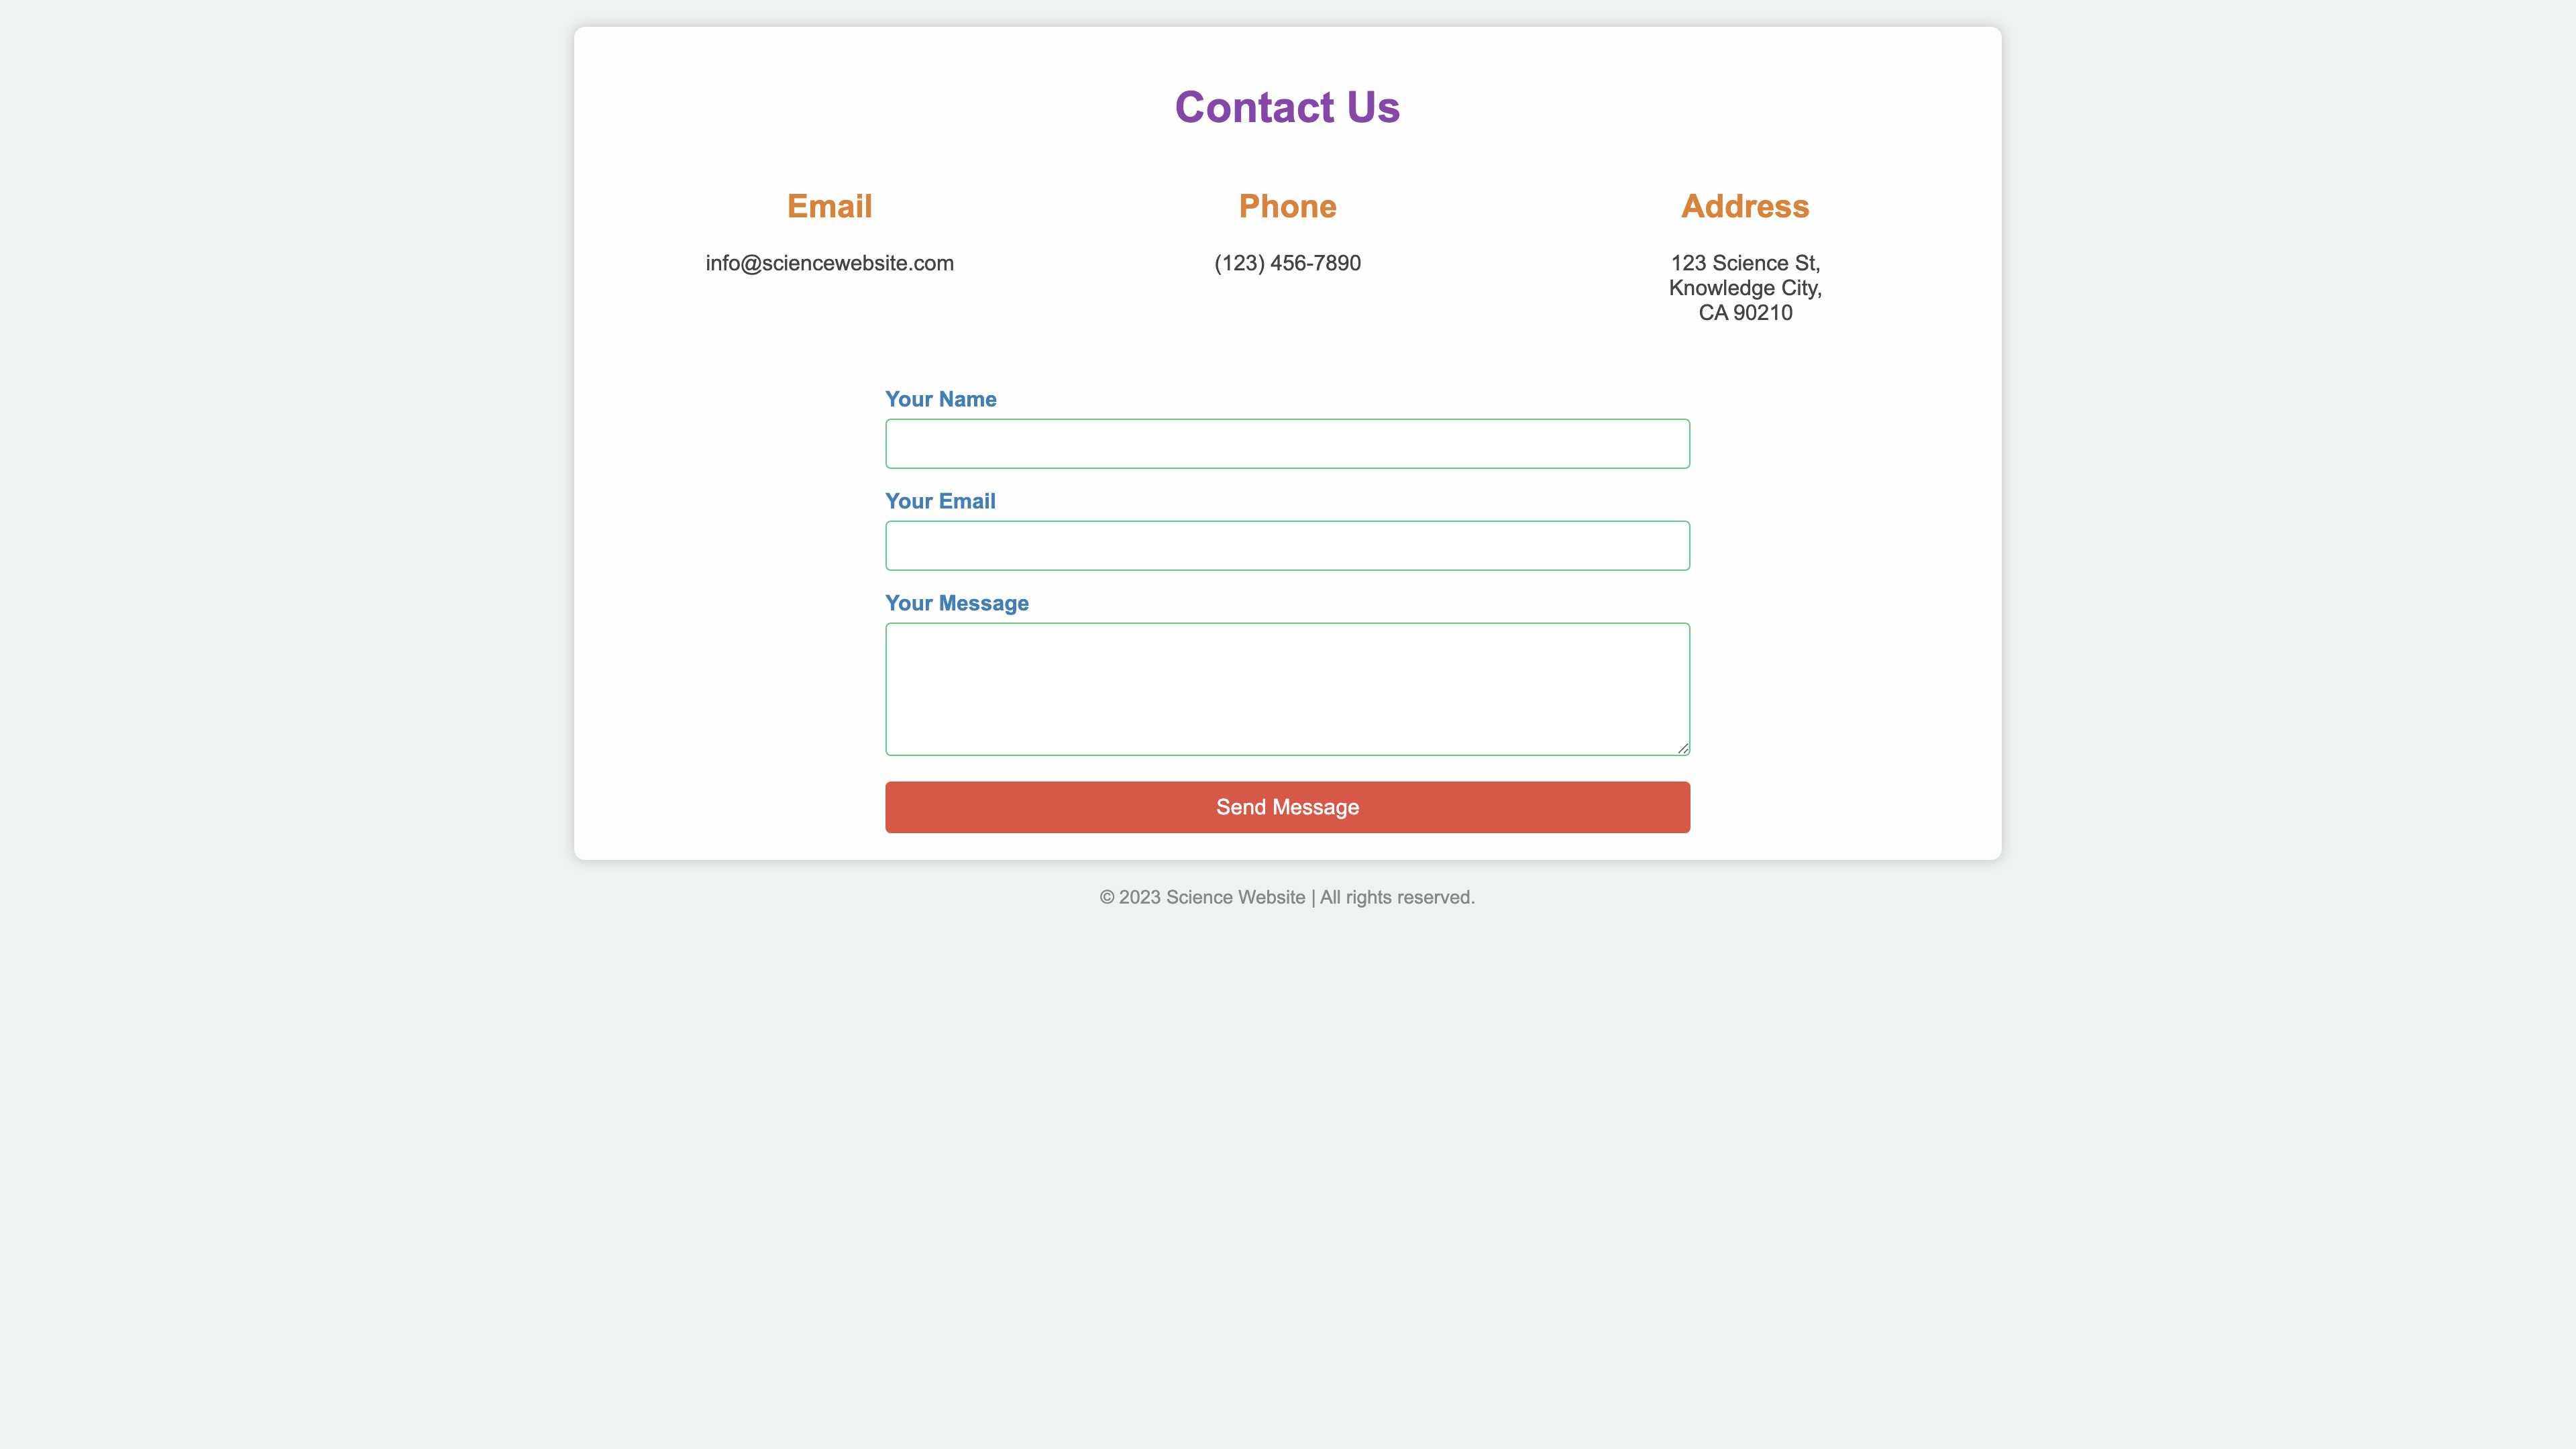 Contact Us
Email
info@sciencewebsite.com
Phone
(123) 456-7890
Address
123 Science St,
Knowledge City,
CA 90210
Your Name
Your Email
Your Message
Send Message
© 2023 Science Website | All rights reserved.